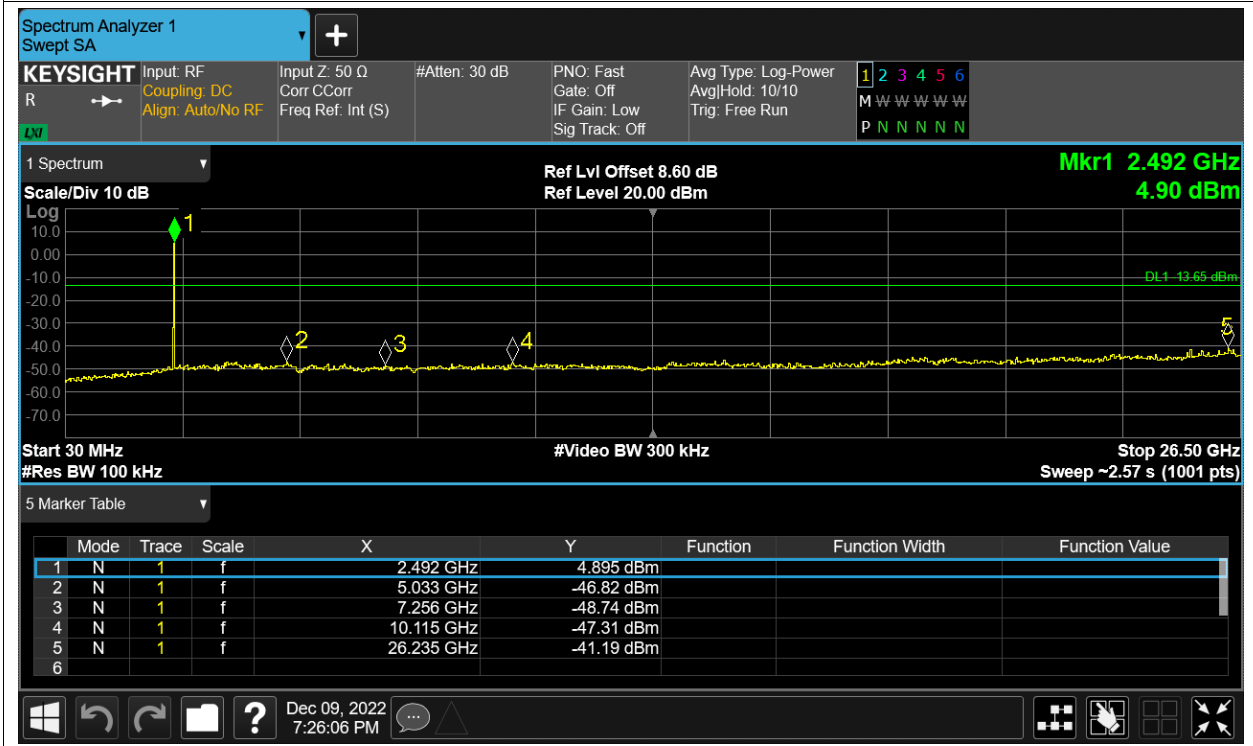 Spectrum Analyzer 1
Swept SA
+
KEYSIGHT
R
LXI
Input: RF
Coupling: DC
Align: Auto/No RF
Input Z: 50 Ω
Corr CCorr
Freq Ref: Int (S)
#Atten: 30 dB
PNO: Fast
Gate: Off
IF Gain: Low
Sig Track: Off
Avg Type: Log-Power
Avg|Hold: 10/10
Trig: Free Run
1 2 3 4 5 6
M W W W W W
P N N N N N
1 Spectrum
Scale/Div 10 dB
Ref Lvl Offset 8.60 dB
Ref Level 20.00 dBm
Mkr1 2.492 GHz
4.90 dBm
Log
10.0
0.00
-10.0
-20.0
-30.0
-40.0
-50.0
-60.0
-70.0
1
2
3
4
5
DL1 -13.65 dBm
Start 30 MHz
#Res BW 100 kHz
#Video BW 300 kHz
Stop 26.50 GHz
Sweep ~2.57 s (1001 pts)
5 Marker Table
Mode Trace Scale X Y Function Function Width Function Value
1 N 1 f 2.492 GHz 4.895 dBm
2 N 1 f 5.033 GHz -46.82 dBm
3 N 1 f 7.256 GHz -48.74 dBm
4 N 1 f 10.115 GHz -47.31 dBm
5 N 1 f 26.235 GHz -41.19 dBm
6
?
Dec 09, 2022
7:26:06 PM